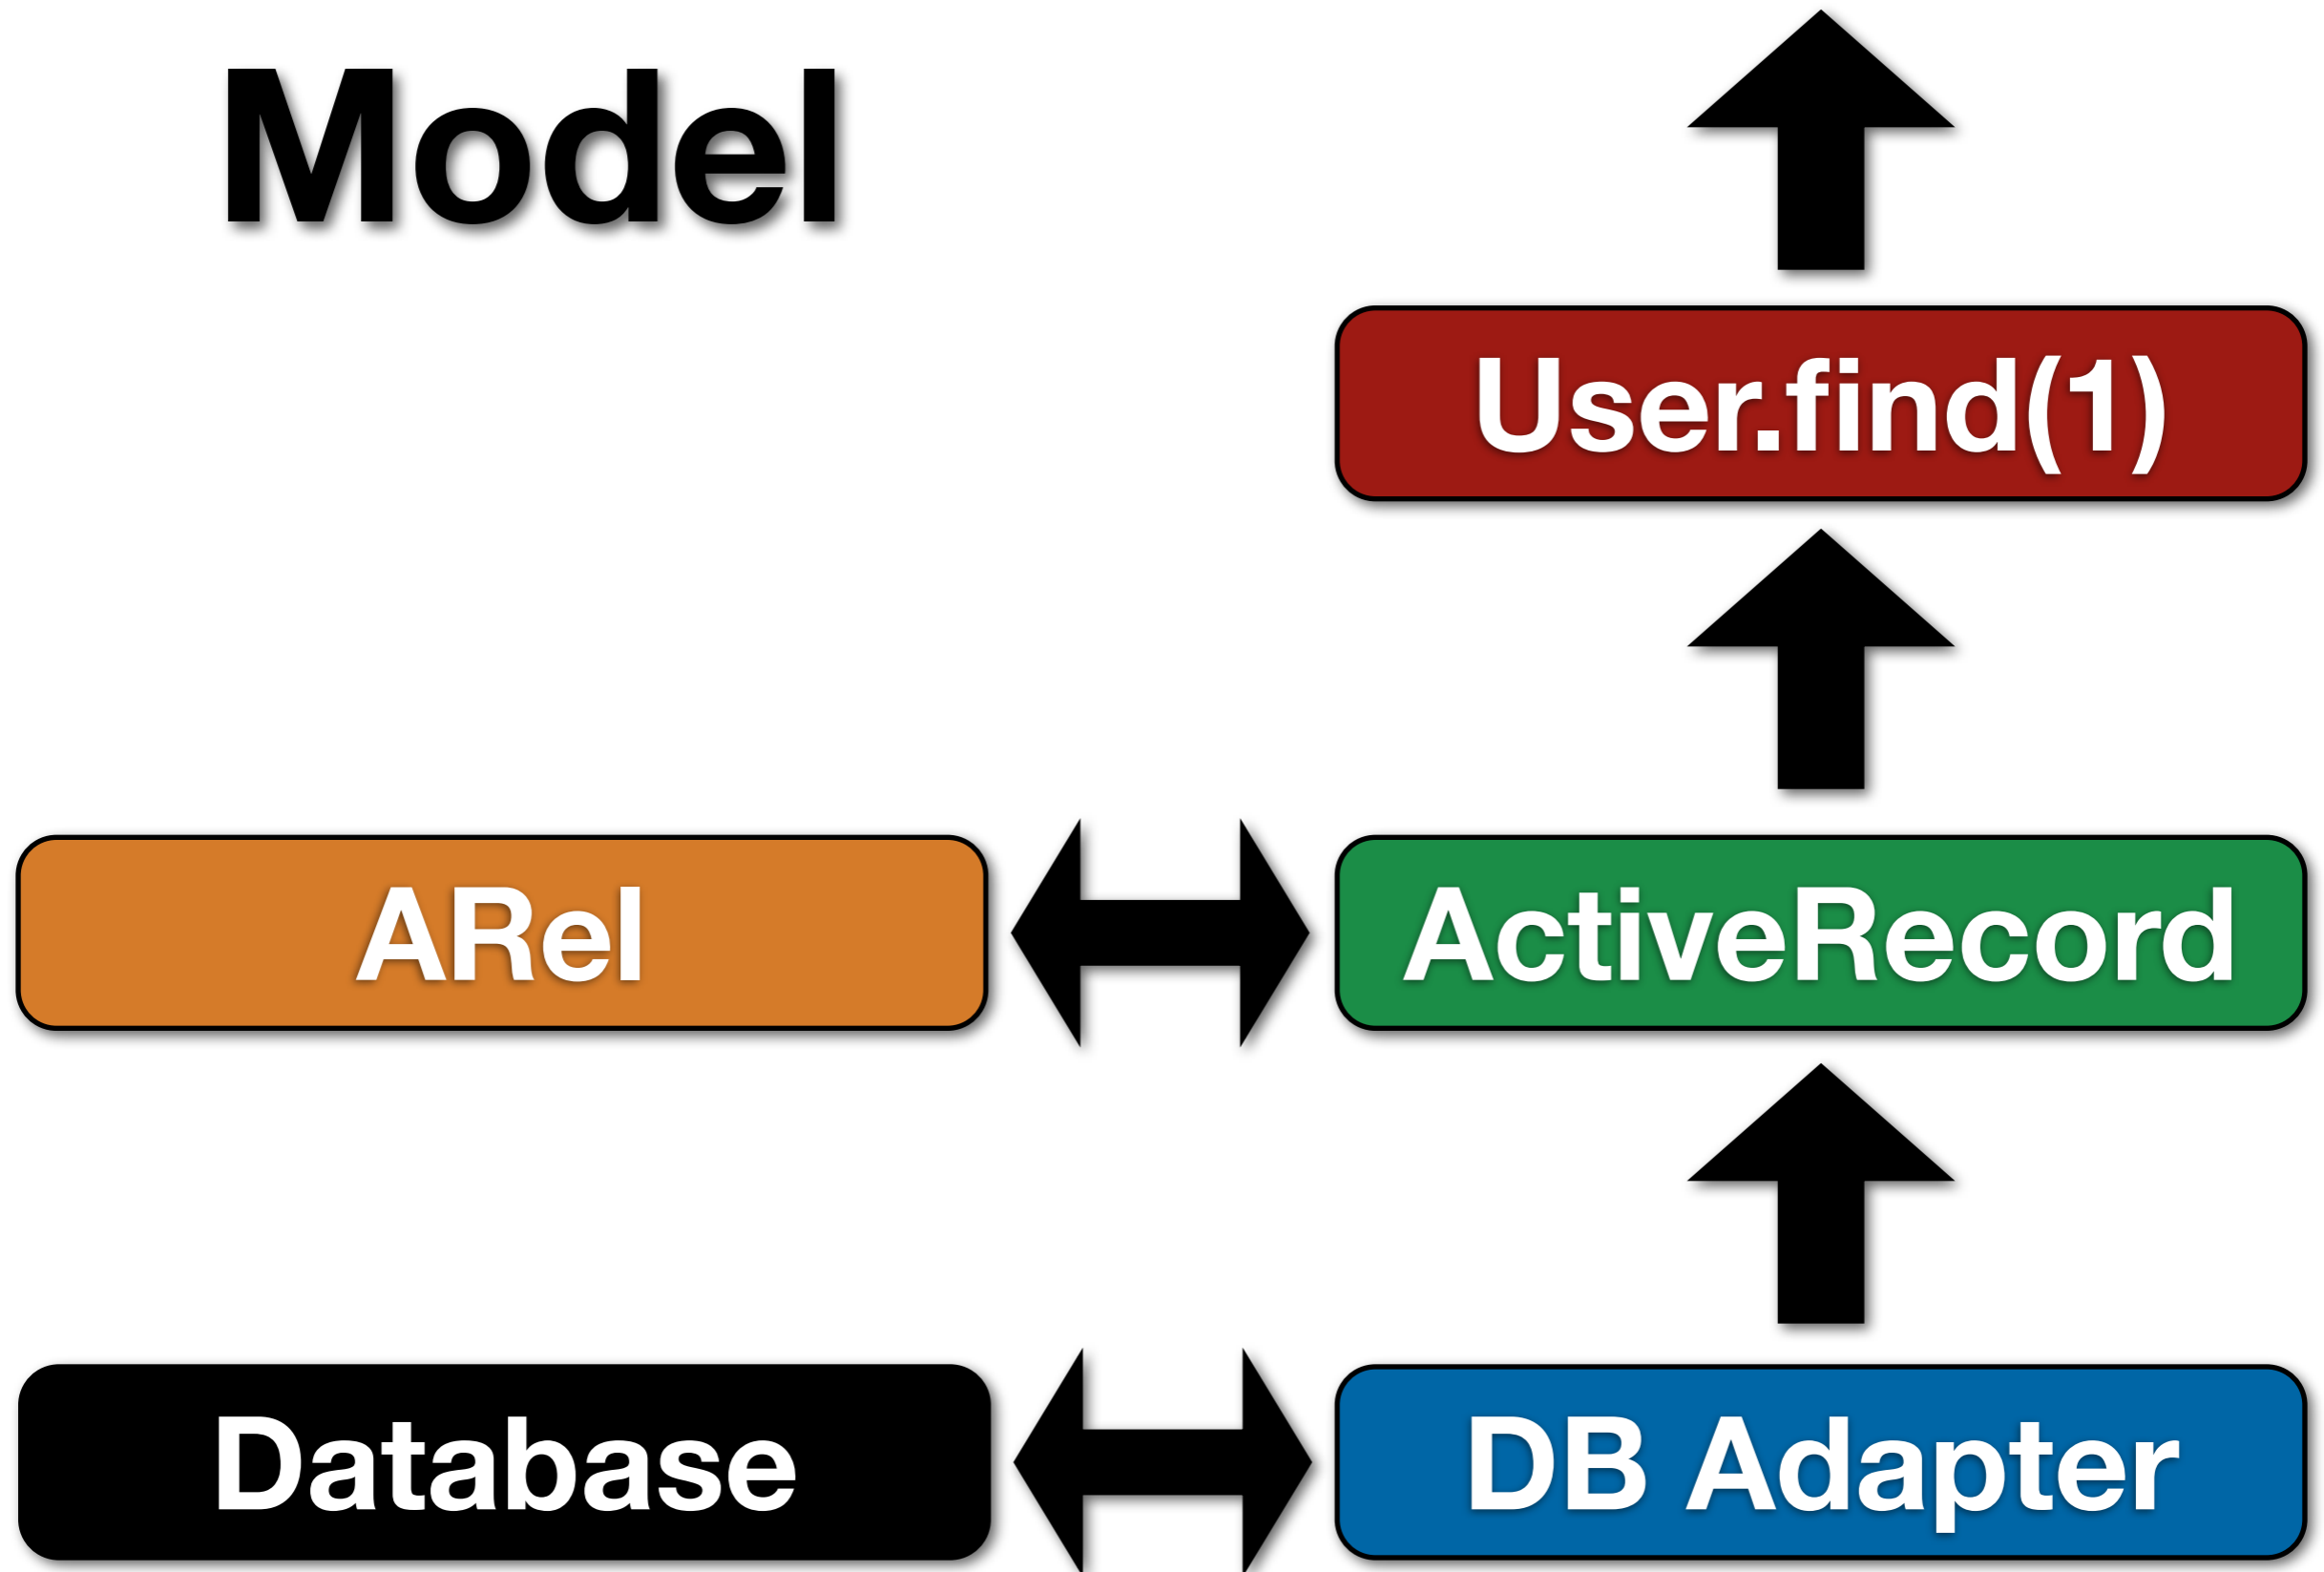 Model
User.find(1)
ARel
ActiveRecord
Database
DB Adapter